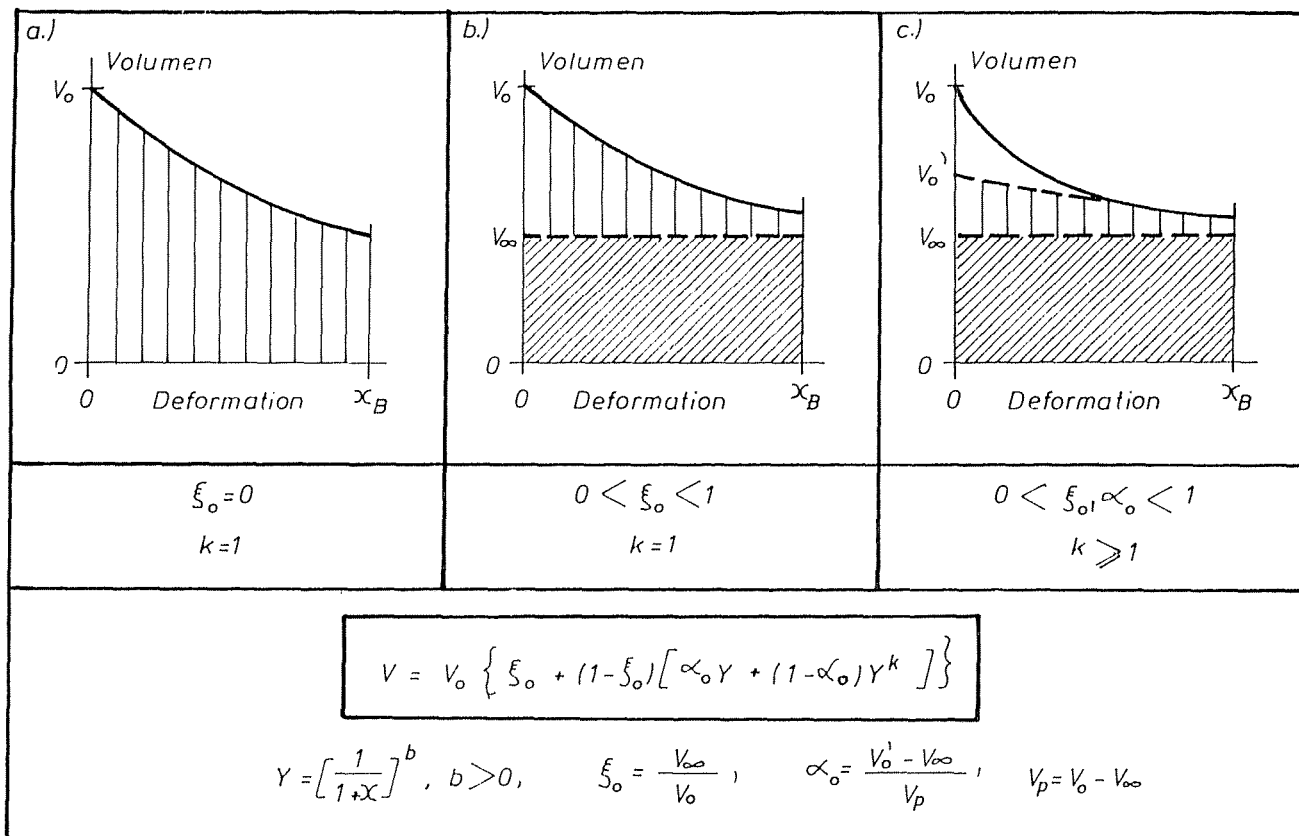 a.)
Volumen
V₀
0
0 Deformation x_B
b.)
Volumen
V₀
V∞
0
0 Deformation x_B
c.)
Volumen
V₀
V₀'
V∞
0
0 Deformation x_B
ξ₀=0
k=1
0 < ξ₀ < 1
k=1
0 < ξ₀, α₀ < 1
k ⩾ 1
V = V₀ { ξ₀ + (1-ξ₀)[ α₀Y + (1-α₀)Y^k ]}
Y = [1/(1+x)]^b, b>0, ξ₀ = V∞/V₀, α₀ = (V₀' - V∞)/V_p, V_p = V₀ - V∞